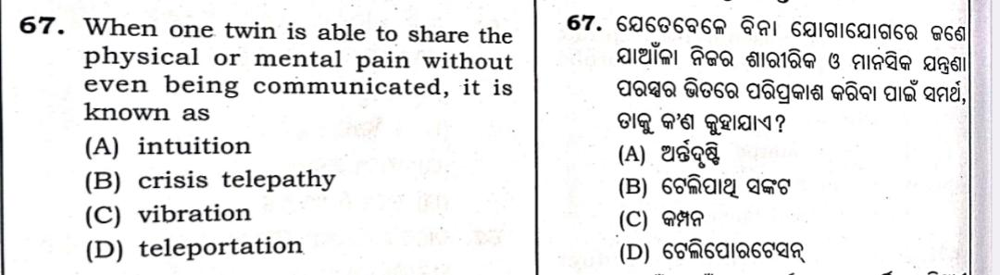 67. When one twin is able to share the
physical or mental pain without
even being communicated, it is
known as
(A) intuition
(B) crisis telepathy
(C) vibration
(D) teleportation
67. ଯେତେବେଳେ ବିନା ଯୋଗାଯୋଗରେ ଜଣେ
ଯାଆଁଳା ନିଜର ଶାରୀରିକ ଓ ମାନସିକ ଯନ୍ତ୍ରଣା
ପରସ୍ପର ଭିତରେ ପରିପ୍ରକାଶ କରିବା ପାଇଁ ସମର୍ଥ,
ତାକୁ କ'ଣ କୁହାଯାଏ?
(A) ଅର୍ନ୍ତଦୃଷ୍ଟି
(B) ଟେଲିପାଥି ସଙ୍କଟ
(C) କମ୍ପନ
(D) ଟେଲିପୋରଟେସନ୍